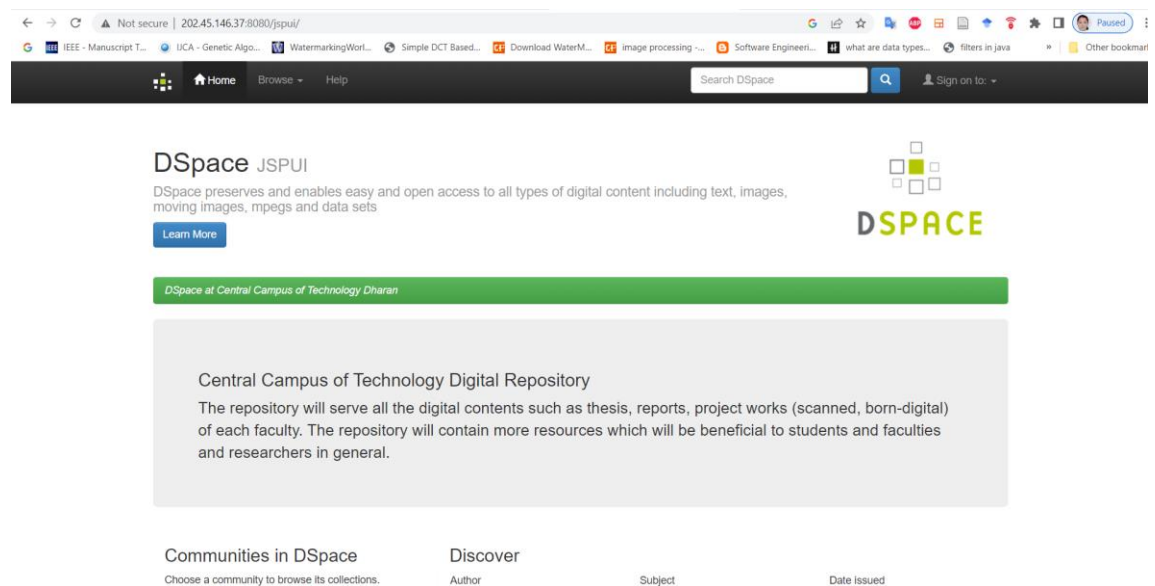 Not secure | 202.45.146.37:8080/jspui/
Paused
IEEE - Manuscript T...
IJCA - Genetic Algo...
WatermarkingWorl...
Simple DCT Based...
Download WaterM...
image processing -...
Software Engineeri...
what are data types...
filters in java
»
Other bookmar
Home
Browse
Help
Search DSpace
Sign on to:
DSpace JSPUI
DSpace preserves and enables easy and open access to all types of digital content including text, images,
moving images, mpegs and data sets
Learn More
DSPACE
DSpace at Central Campus of Technology Dharan
Central Campus of Technology Digital Repository
The repository will serve all the digital contents such as thesis, reports, project works (scanned, born-digital)
of each faculty. The repository will contain more resources which will be beneficial to students and faculties
and researchers in general.
Communities in DSpace
Choose a community to browse its collections.
Discover
Author
Subject
Date issued